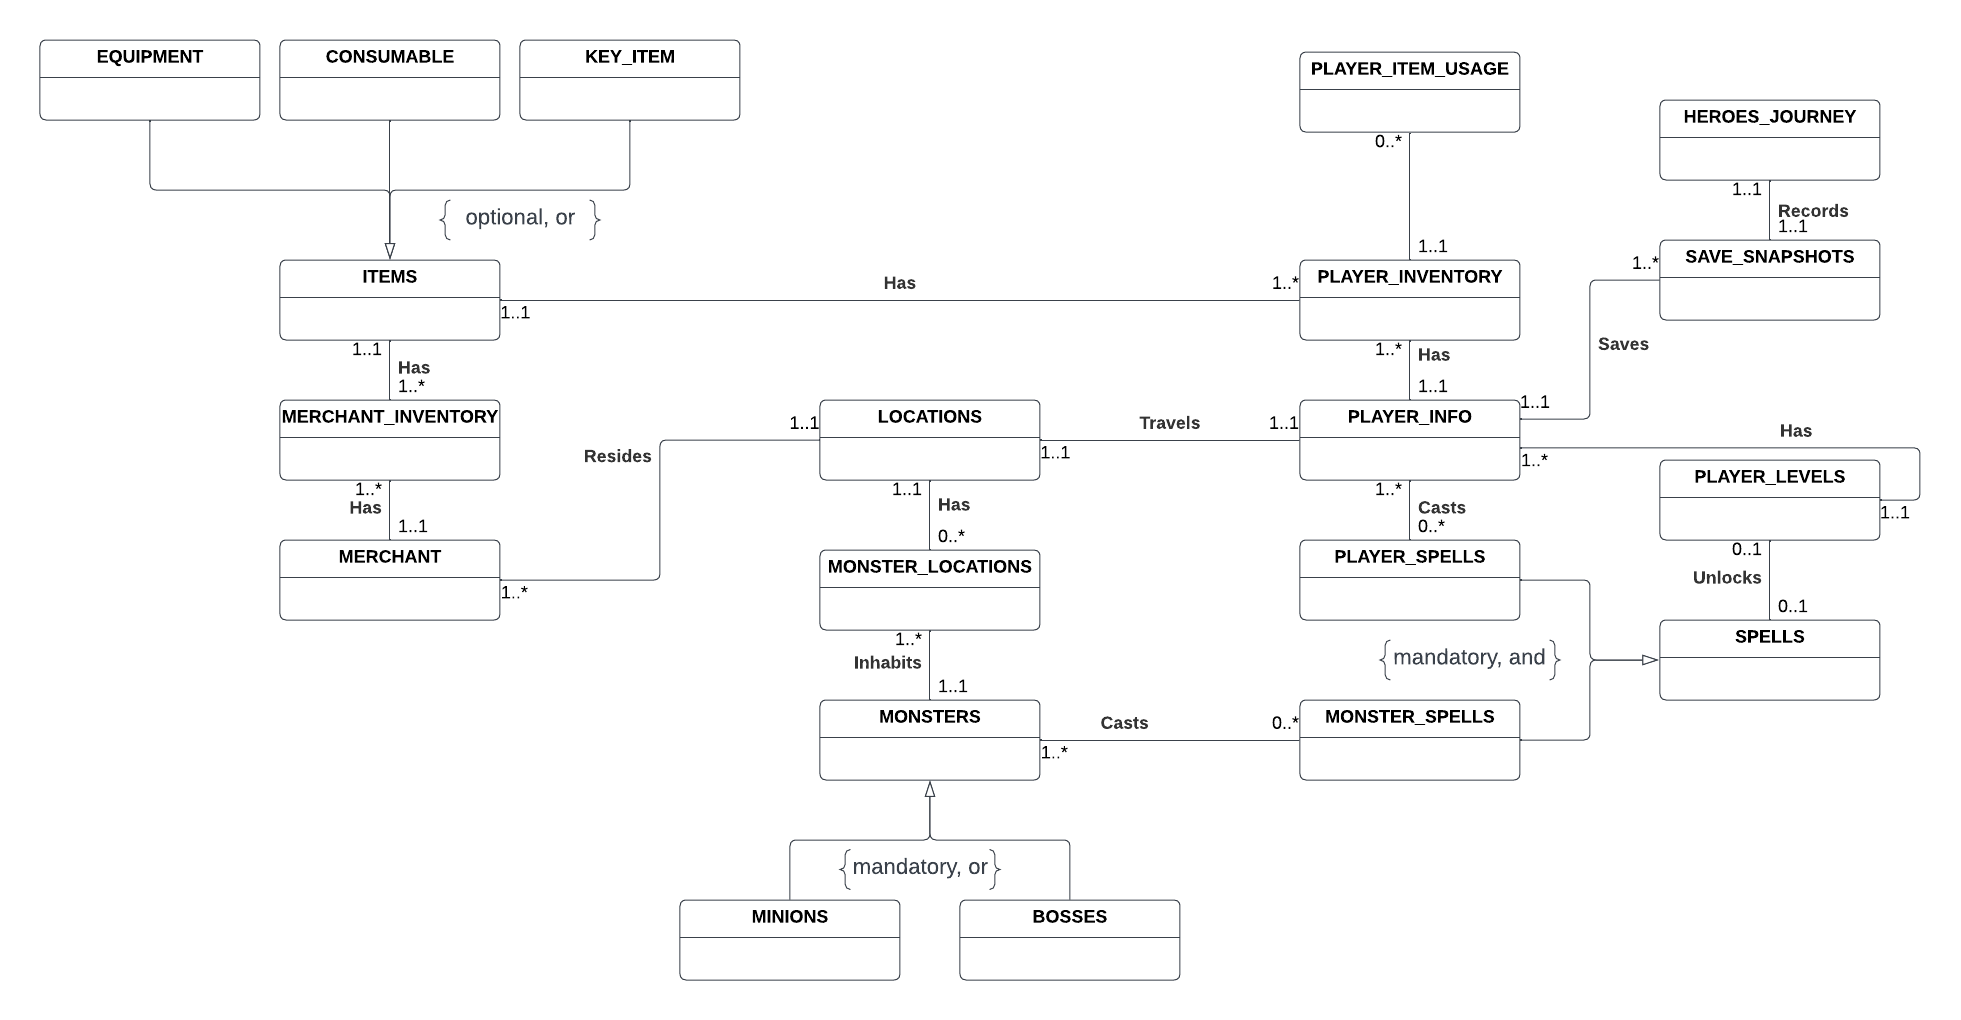 EQUIPMENT
CONSUMABLE
KEY_ITEM
PLAYER_ITEM_USAGE
HEROES_JOURNEY
0..*
1..1
Records
1..1
{ optional, or }
1..1
ITEMS
Has
1..*
PLAYER_INVENTORY
1..*
SAVE_SNAPSHOTS
1..1
1..1
Has
1..*
1..*
Has
1..1
Saves
1..1
MERCHANT_INVENTORY
1..1
LOCATIONS
Travels
1..1
PLAYER_INFO
Has
Resides
1..1
1..*
PLAYER_LEVELS
1..1
1..*
Has
1..1
1..1
Has
0..*
1..*
Casts
0..*
MERCHANT
1..*
MONSTER_LOCATIONS
PLAYER_SPELLS
0..1
Unlocks
0..1
1..*
Inhabits
1..1
{mandatory, and}
SPELLS
MONSTERS
Casts
0..*
MONSTER_SPELLS
1..*
{mandatory, or}
MINIONS
BOSSES